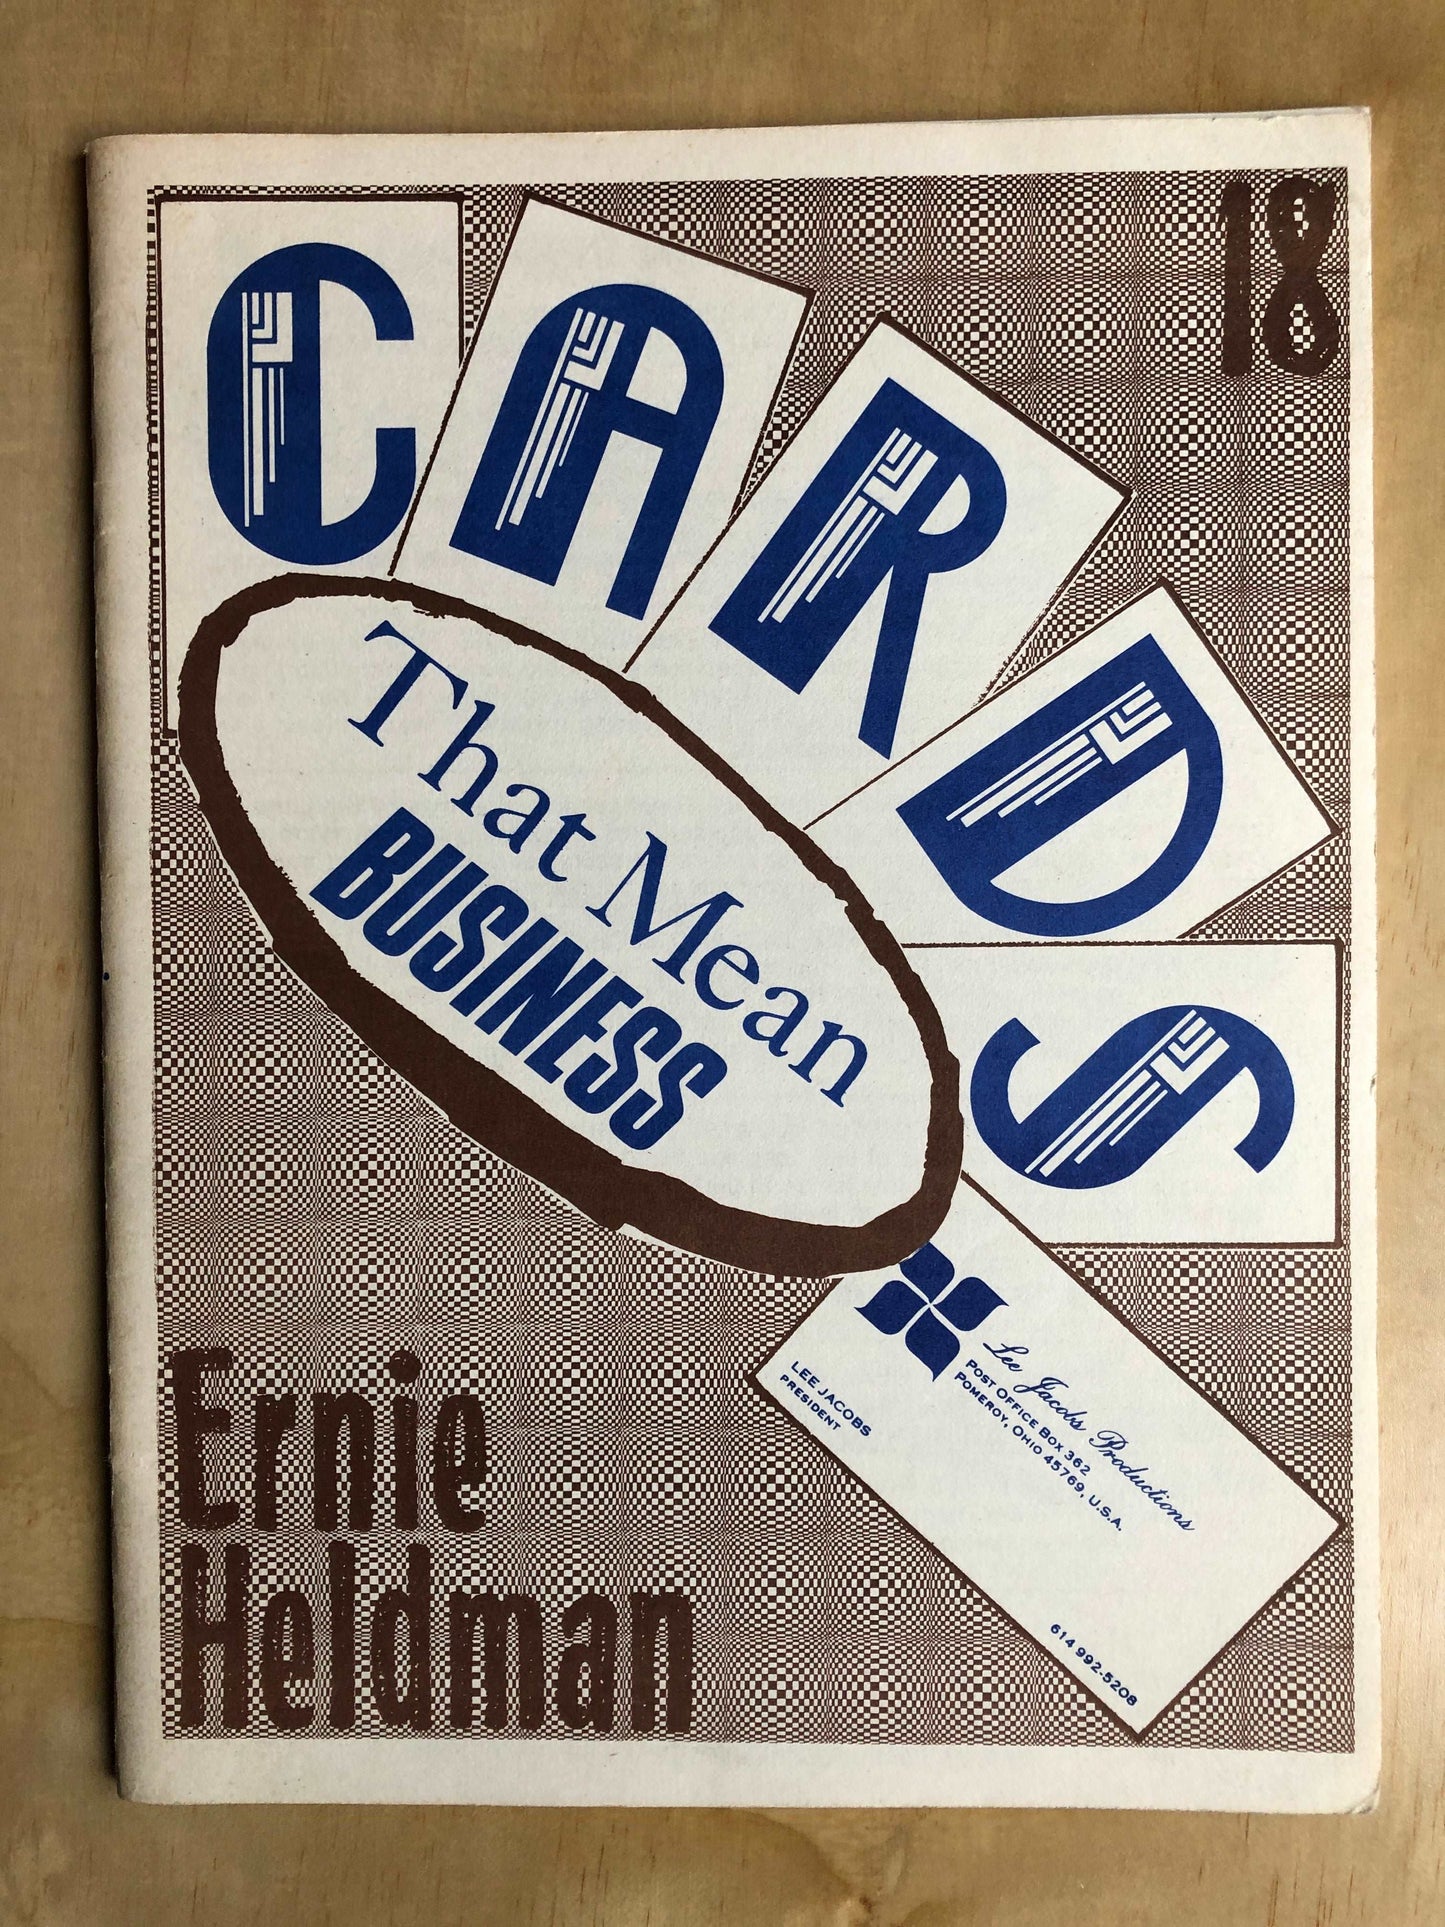 18
CARDS
That Mean
BUSINESS
Lee Jacobs Productions
POST OFFICE BOX 362
POMEROY, OHIO 45769, U.S.A.
LEE JACOBS
PRESIDENT
614 992-5208
Ernie
Heldman